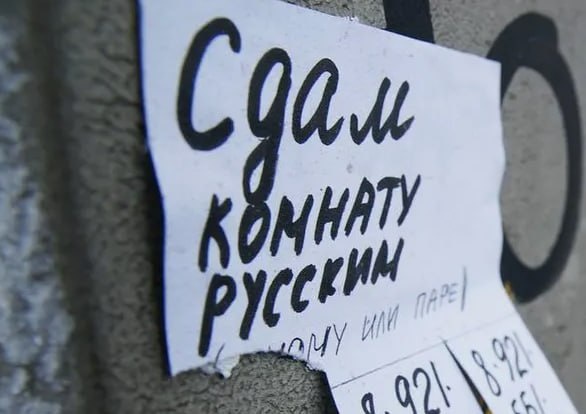 Сдам
комнату
русским
или паре)
8.921.
8.921.